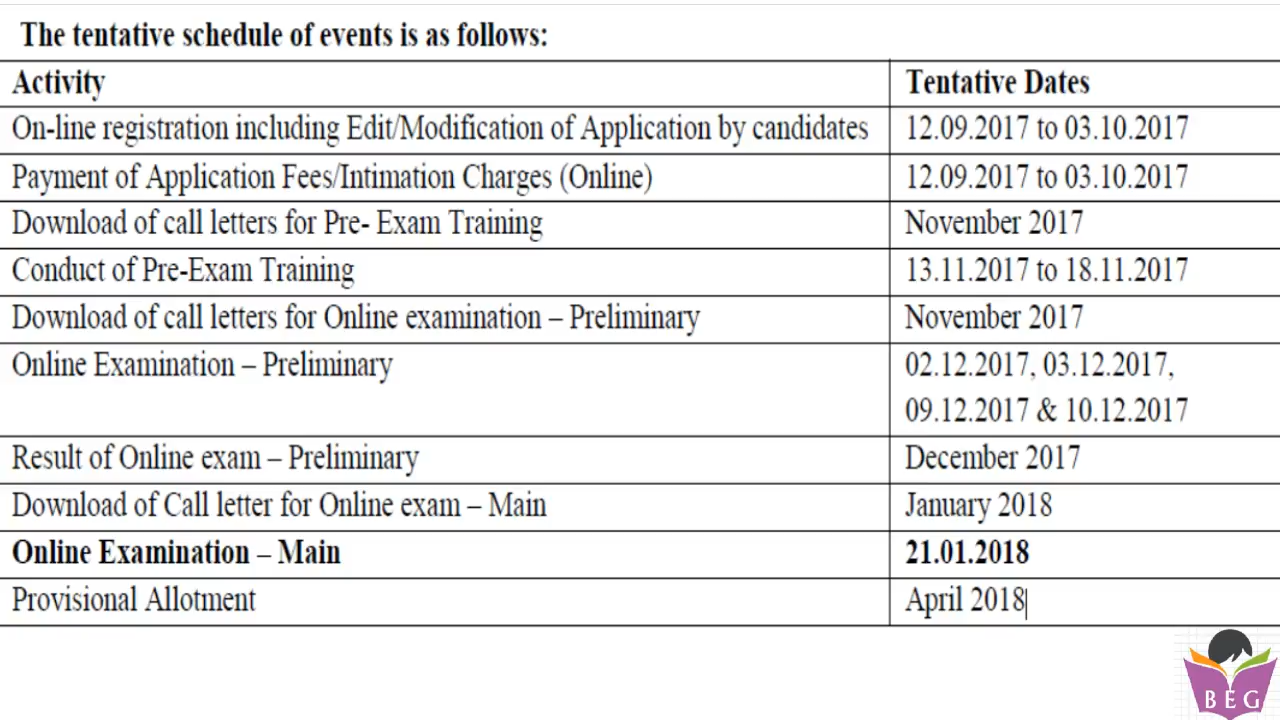 The tentative schedule of events is as follows:
Activity Tentative Dates
On-line registration including Edit/Modification of Application by candidates 12.09.2017 to 03.10.2017
Payment of Application Fees/Intimation Charges (Online) 12.09.2017 to 03.10.2017
Download of call letters for Pre- Exam Training November 2017
Conduct of Pre-Exam Training 13.11.2017 to 18.11.2017
Download of call letters for Online examination – Preliminary November 2017
Online Examination – Preliminary 02.12.2017, 03.12.2017,
09.12.2017 & 10.12.2017
Result of Online exam – Preliminary December 2017
Download of Call letter for Online exam – Main January 2018
Online Examination – Main 21.01.2018
Provisional Allotment April 2018
BEG